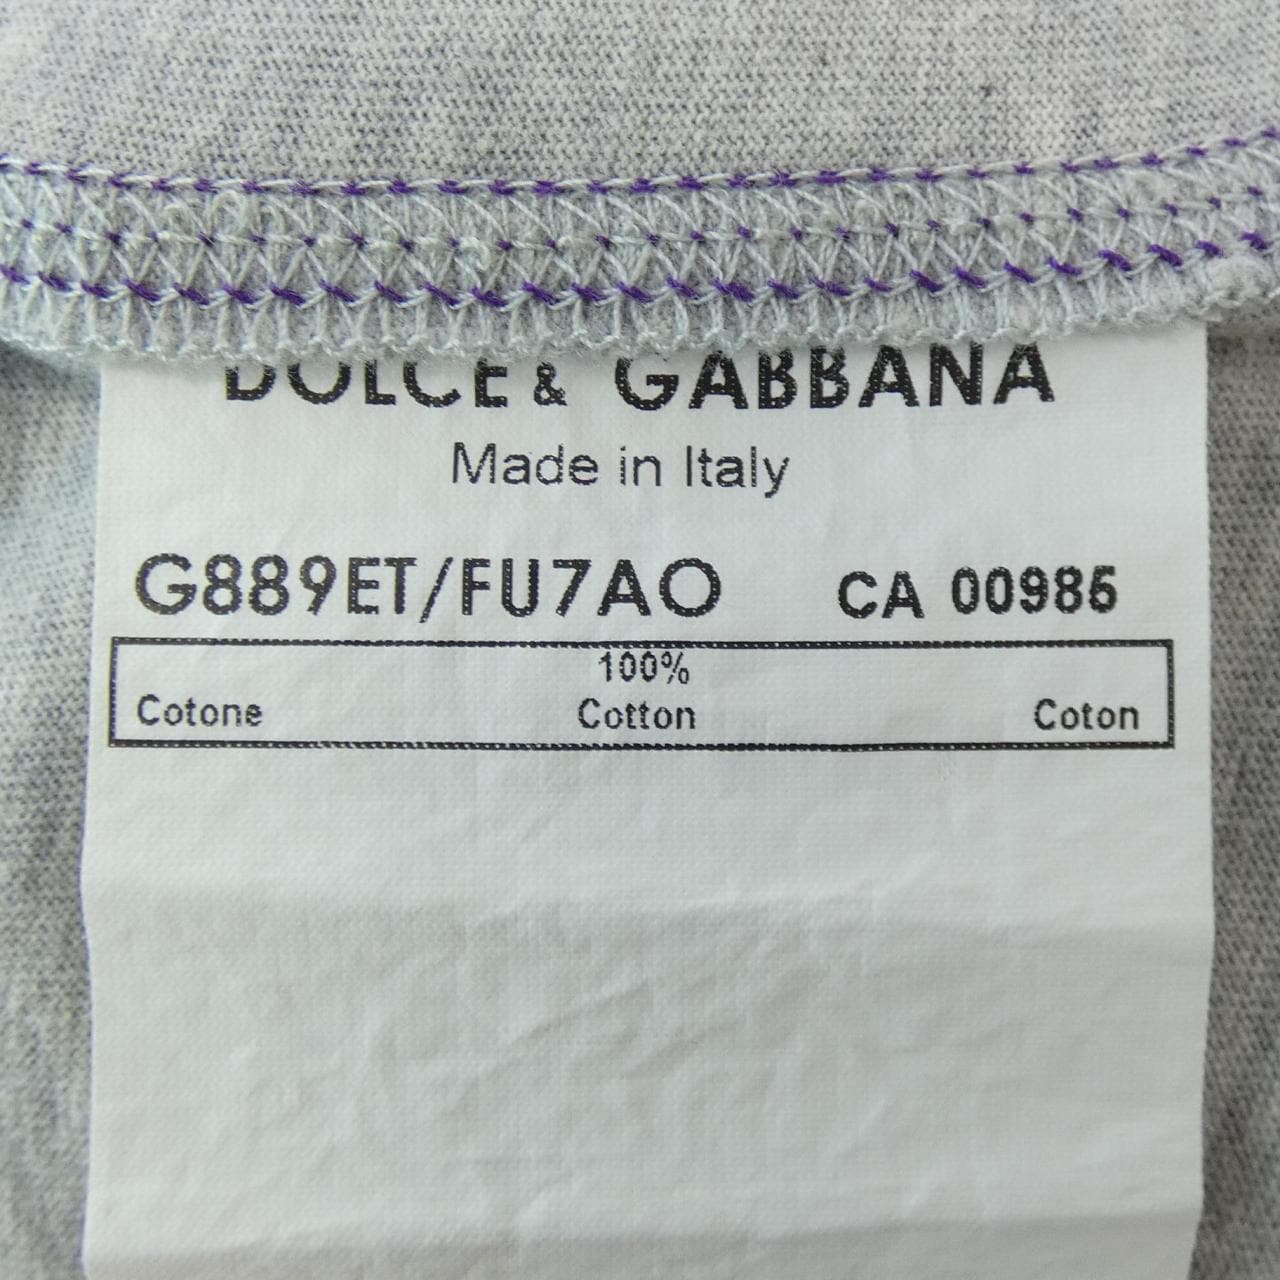 DOLCE & GABBANA
Made in Italy
G889ET/FU7AO CA 00985
100%
Cotone Cotton Coton